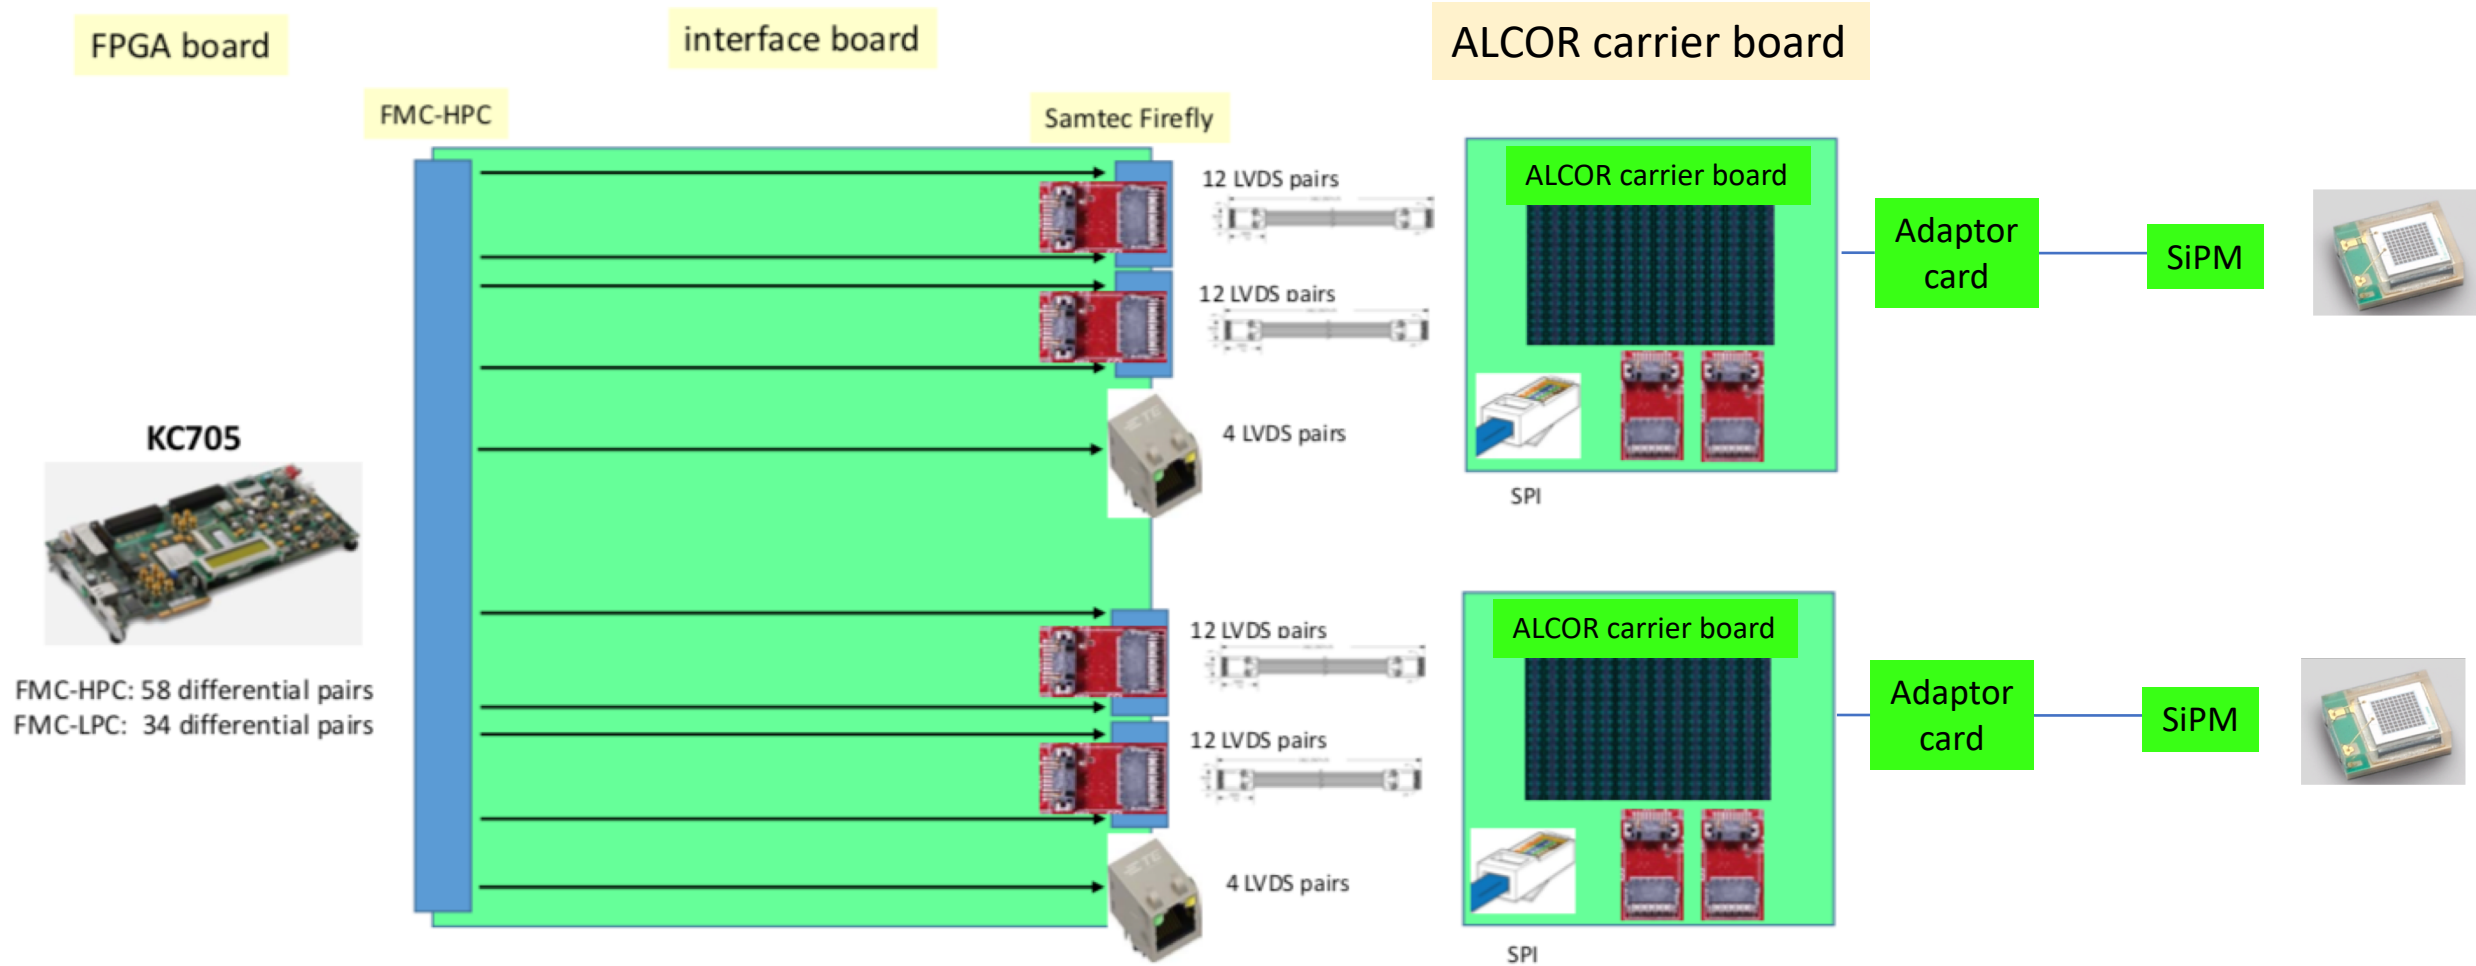 FPGA board
interface board
ALCOR carrier board
FMC-HPC
Samtec Firefly
12 LVDS pairs
12 LVDS pairs
4 LVDS pairs
ALCOR carrier board
SPI
Adaptor
card
SiPM
KC705
FMC-HPC: 58 differential pairs
FMC-LPC: 34 differential pairs
12 LVDS pairs
12 LVDS pairs
4 LVDS pairs
ALCOR carrier board
SPI
Adaptor
card
SiPM
TE
TE